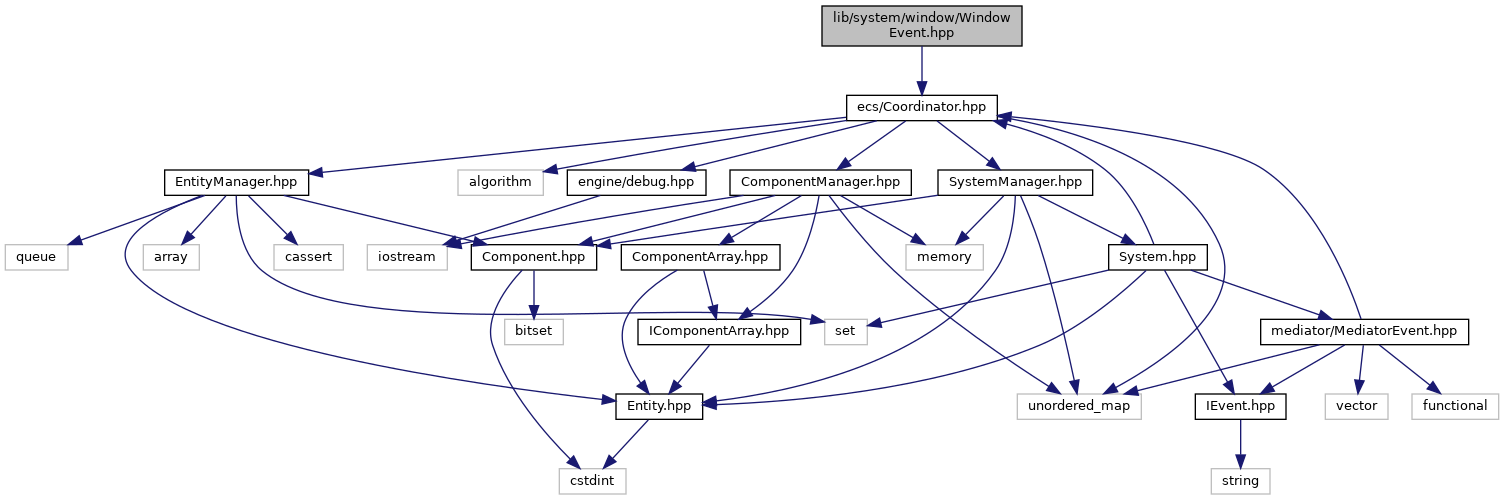 lib/system/window/Window
Event.hpp
ecs/Coordinator.hpp
EntityManager.hpp
algorithm
engine/debug.hpp
ComponentManager.hpp
SystemManager.hpp
queue
array
cassert
iostream
Component.hpp
ComponentArray.hpp
memory
System.hpp
bitset
IComponentArray.hpp
set
mediator/MediatorEvent.hpp
Entity.hpp
unordered_map
IEvent.hpp
vector
functional
cstdint
string